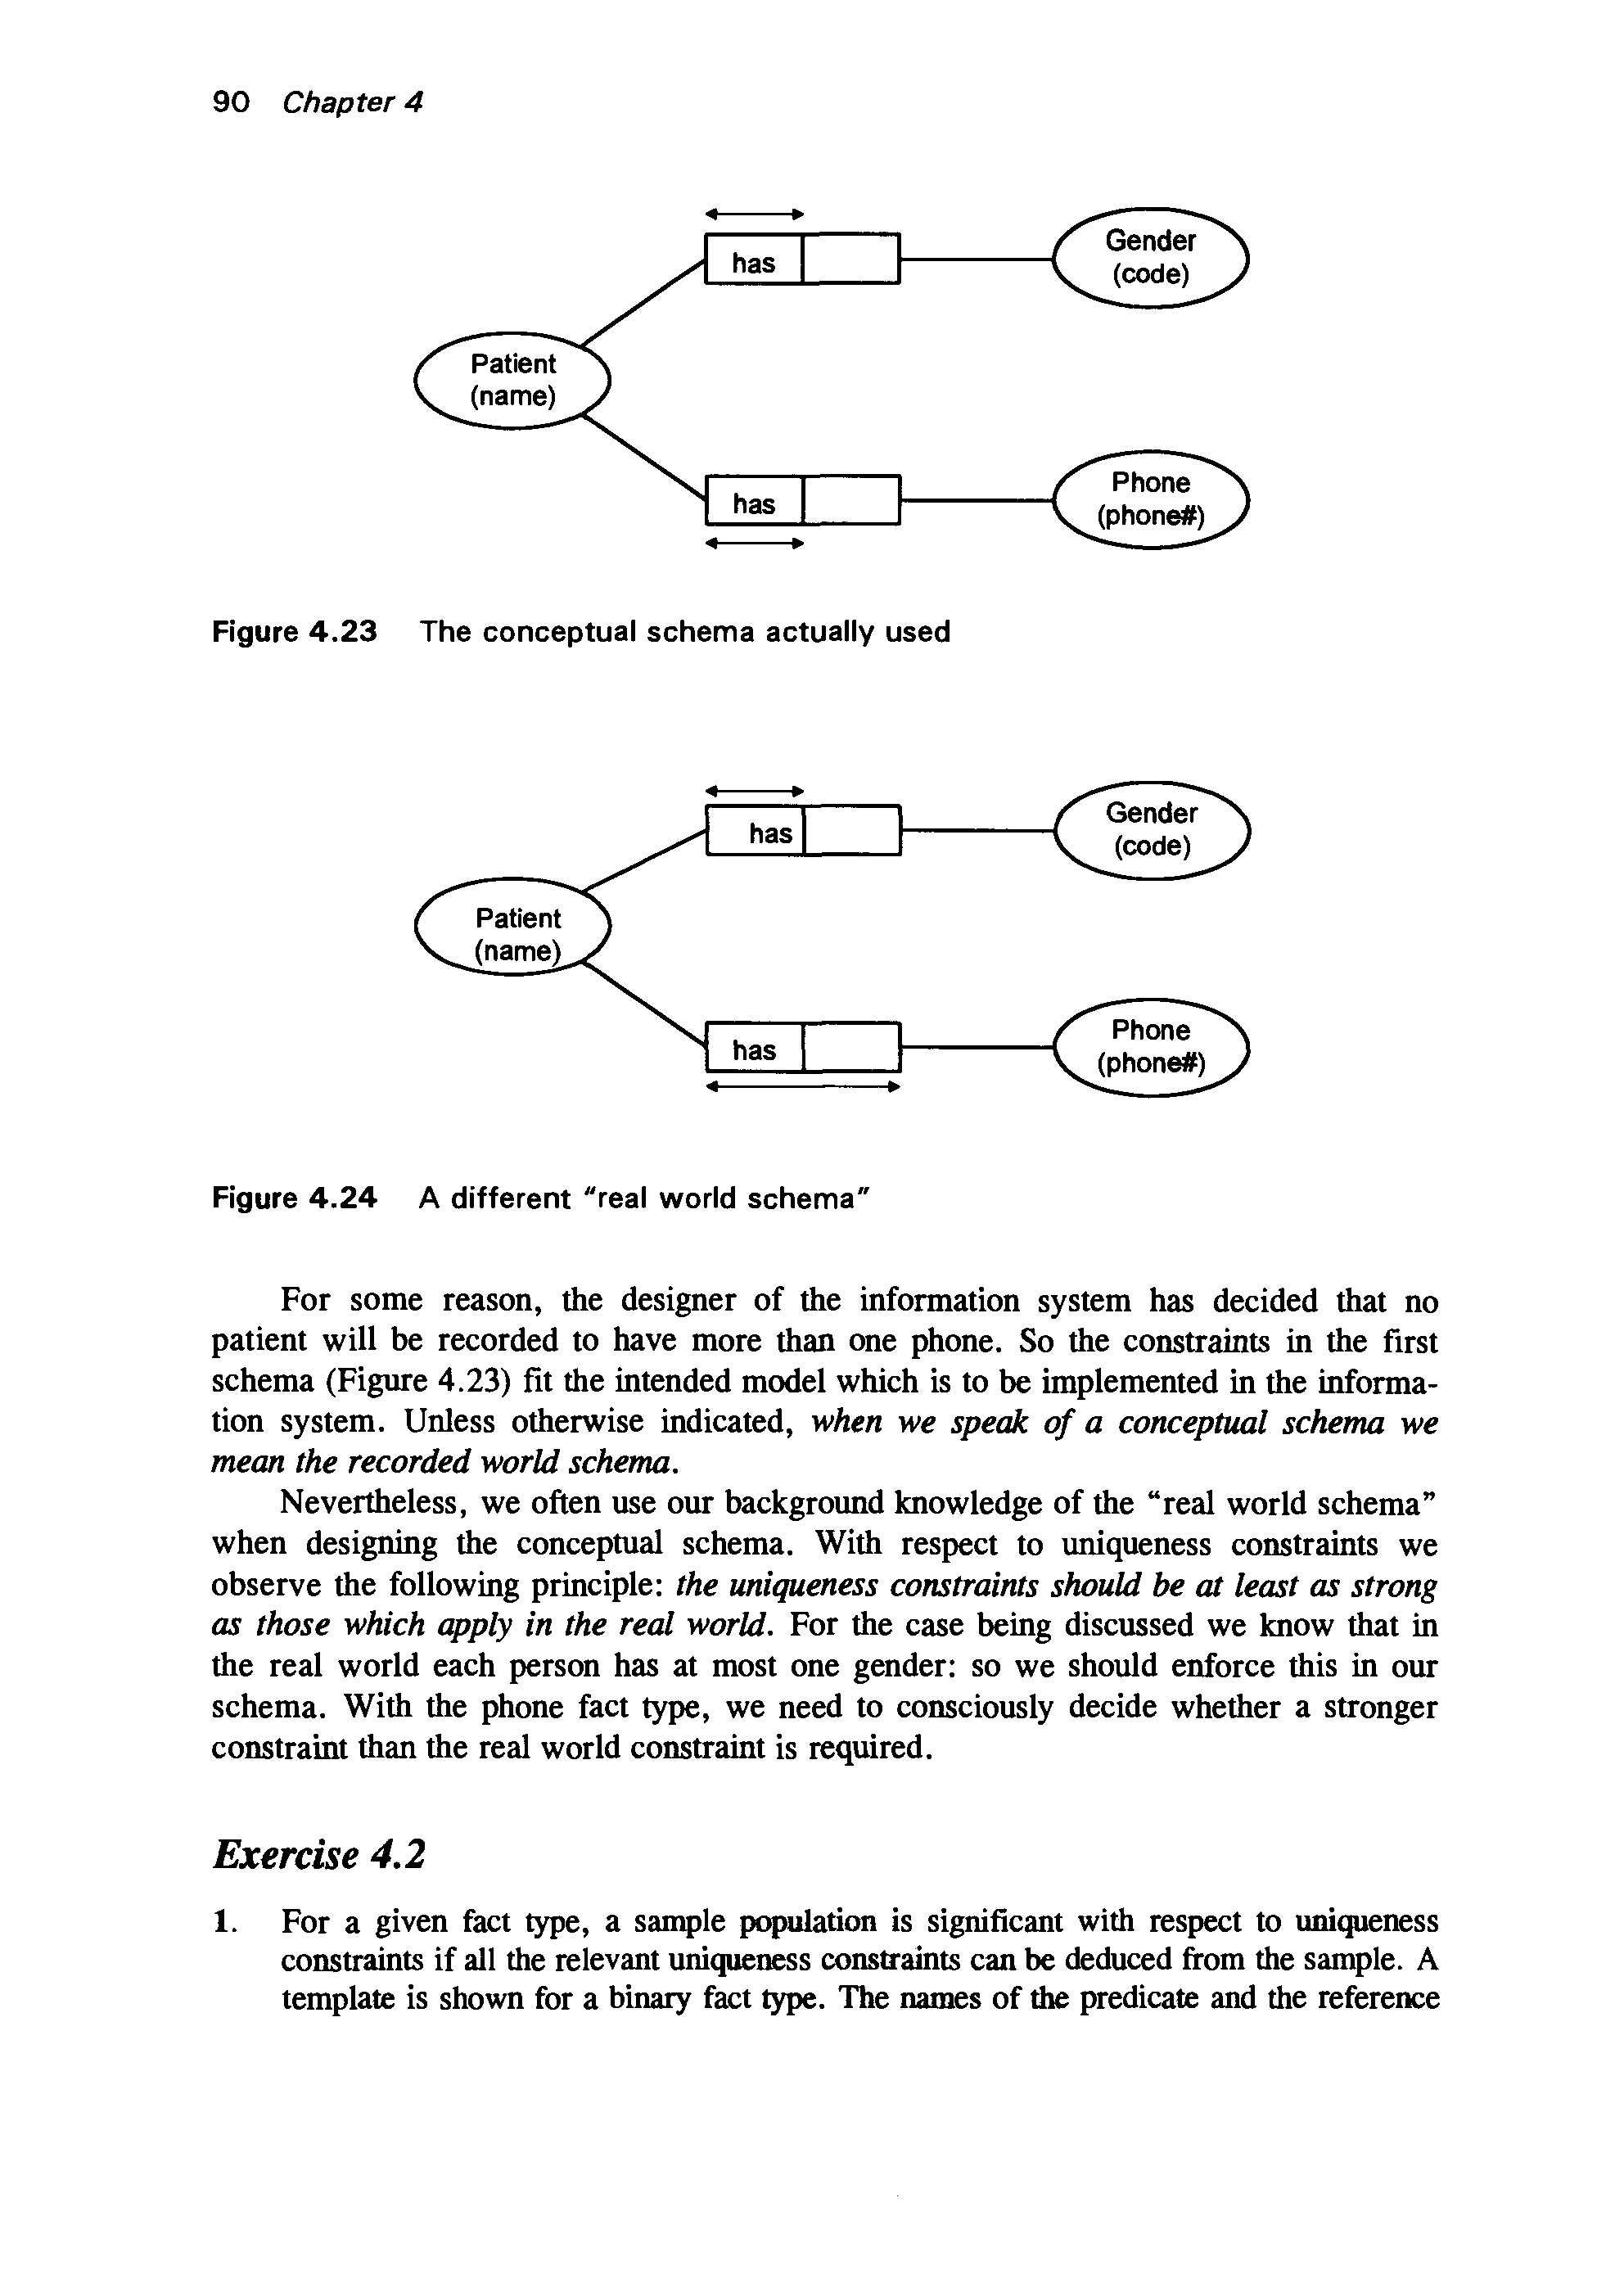 90 Chapter 4
has
Gender
(code)
Patient
(name)
has
Phone
(phone#)
Figure 4.23 The conceptual schema actually used
has
Gender
(code)
Patient
(name)
has
Phone
(phone#)
Figure 4.24 A different "real world schema"
For some reason, the designer of the information system has decided that no
patient will be recorded to have more than one phone. So the constraints in the first
schema (Figure 4.23) fit the intended model which is to be implemented in the informa-
tion system. Unless otherwise indicated, when we speak of a conceptual schema we
mean the recorded world schema.
Nevertheless, we often use our background knowledge of the “real world schema”
when designing the conceptual schema. With respect to uniqueness constraints we
observe the following principle: the uniqueness constraints should be at least as strong
as those which apply in the real world. For the case being discussed we know that in
the real world each person has at most one gender: so we should enforce this in our
schema. With the phone fact type, we need to consciously decide whether a stronger
constraint than the real world constraint is required.
Exercise 4.2
1. For a given fact type, a sample population is significant with respect to uniqueness
constraints if all the relevant uniqueness constraints can be deduced from the sample. A
template is shown for a binary fact type. The names of the predicate and the reference